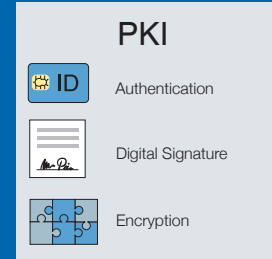 PKI
ID
Authentication
Digital Signature
Encryption